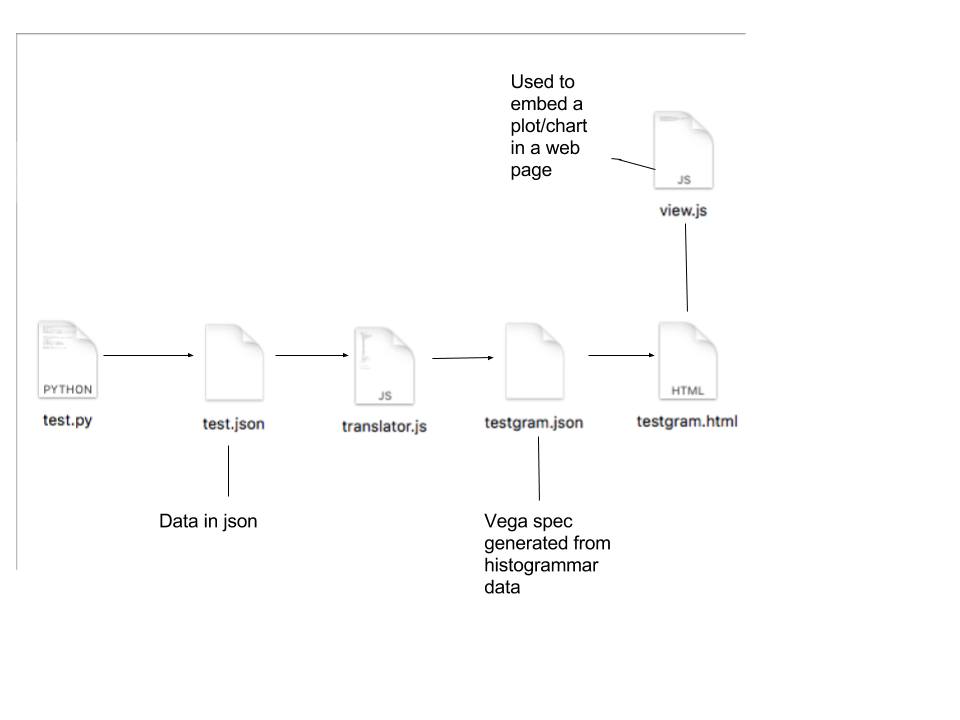 Used to
embed a
plot/chart
in a web
page
JS
view.js
PYTHON
test.py
test.json
JS
translator.js
testgram.json
HTML
testgram.html
Data in json
Vega spec
generated from
histogrammar
data